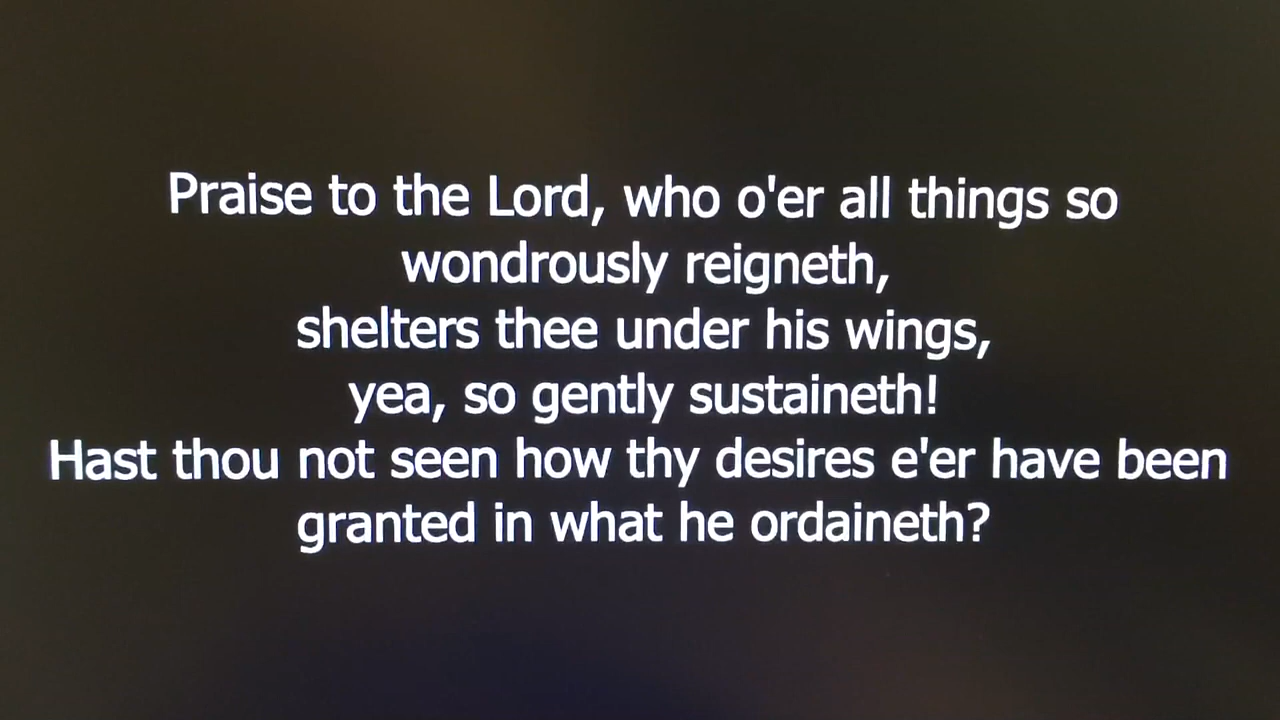 Praise to the Lord, who o'er all things so
wondrously reigneth,
shelters thee under his wings,
yea, so gently sustaineth!
Hast thou not seen how thy desires e'er have been
granted in what he ordaineth?